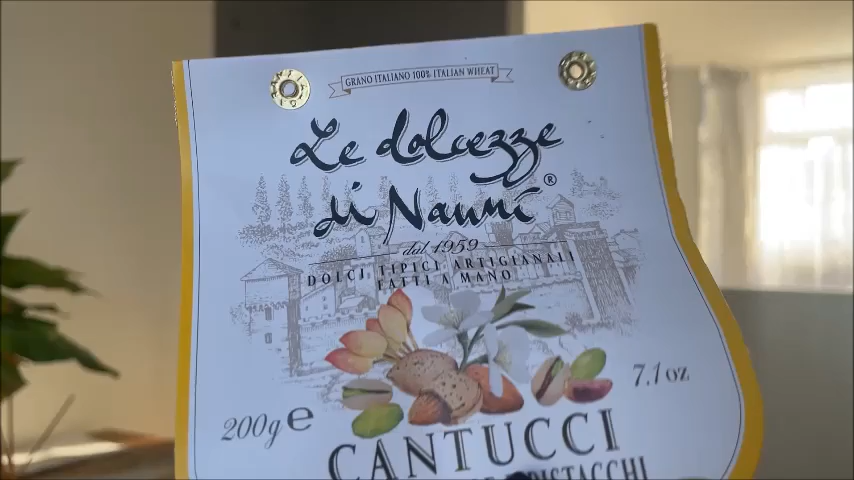 GRANO ITALIANO 100% ITALIAN WHEAT
Le dolcezze
di Nanni®
dal 1959
DOLCI TIPICI ARTIGIANALI
FATTI A MANO
7.1 oz
200g e
CANTUCCI
PISTACCHI